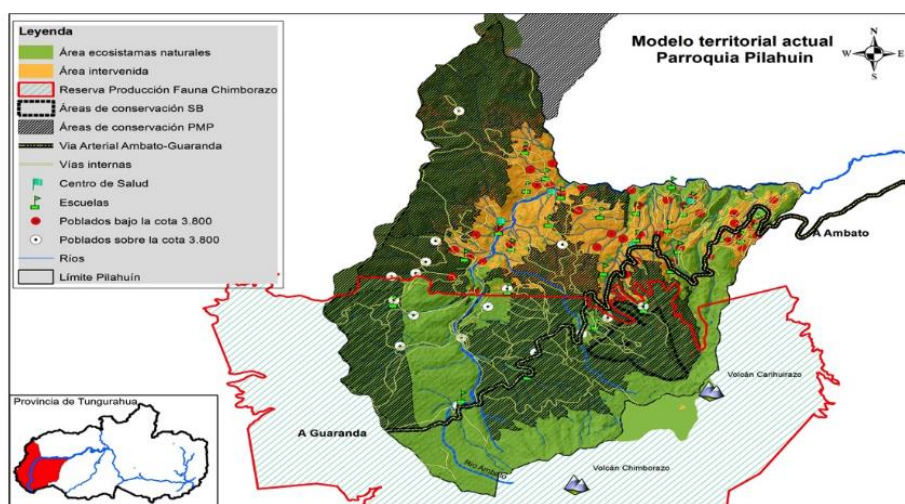 Leyenda
Área ecosistamas naturales
Área intervenida
Reserva Producción Fauna Chimborazo
Áreas de conservación SB
Áreas de conservación PMP
Via Arterial Ambato-Guaranda
Vías internas
Centro de Salud
Escuelas
Poblados bajo la cota 3.800
Poblados sobre la cota 3.800
Ríos
Límite Pilahuín
Modelo territorial actual
Parroquia Pilahuin
N
W
E
S
A Ambato
Volcán Carihuirazo
A Guaranda
Río Ambato
Volcán Chimborazo
Provincia de Tungurahua